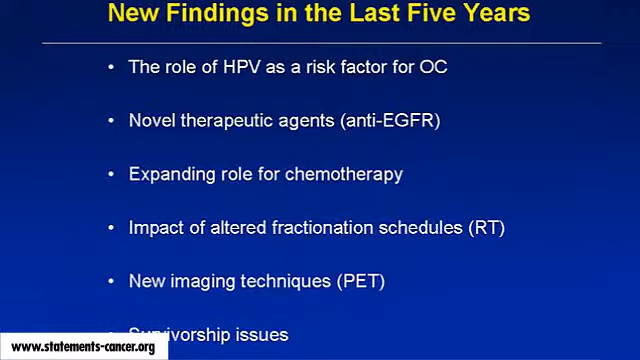 New Findings in the Last Five Years
• The role of HPV as a risk factor for OC
• Novel therapeutic agents (anti-EGFR)
• Expanding role for chemotherapy
• Impact of altered fractionation schedules (RT)
• New imaging techniques (PET)
• Survivorship issues
www.statements-cancer.org